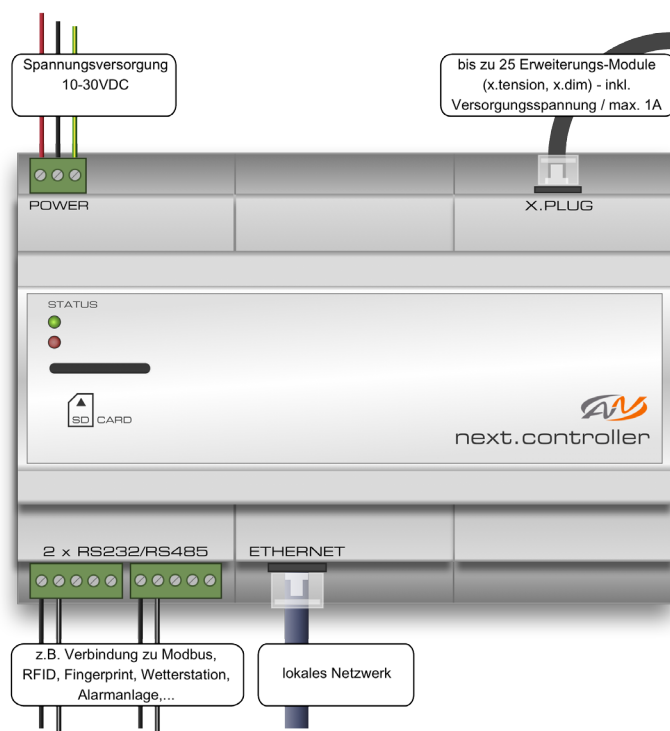 Spannungsversorgung
10-30VDC
bis zu 25 Erweiterungs-Module
(x.tension, x.dim) - inkl.
Versorgungsspannung / max. 1A
POWER
X.PLUG
STATUS
SD CARD
next.controller
2 x RS232/RS485
ETHERNET
z.B. Verbindung zu Modbus,
RFID, Fingerprint, Wetterstation,
Alarmanlage,...
lokales Netzwerk